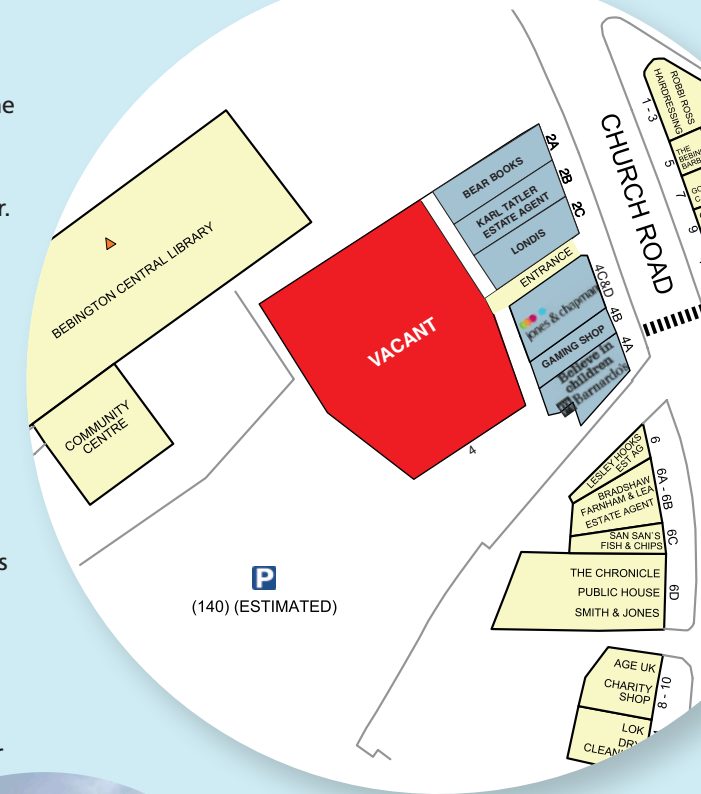 BEAR BOOKS
2A
KARL TATLER
ESTATE AGENT
2B
LONDIS
2C
ENTRANCE
CHURCH ROAD
ROBBI ROSS
HAIRDRESSING
1 - 3
THE
5
7
9
BEBINGTON CENTRAL LIBRARY
VACANT
jones & chapman
4C&D
GAMING SHOP
4B
Believe in
children
Barnardo's
4A
COMMUNITY
CENTRE
4
LESLEY HOOKS
EST AG
6
BRADSHAW
FARNHAM & LEA
ESTATE AGENT
6A - 6B
SAN SAN`S
FISH & CHIPS
6C
THE CHRONICLE
PUBLIC HOUSE
SMITH & JONES
6D
P
(140) (ESTIMATED)
AGE UK
CHARITY
SHOP
8 - 10
LOK